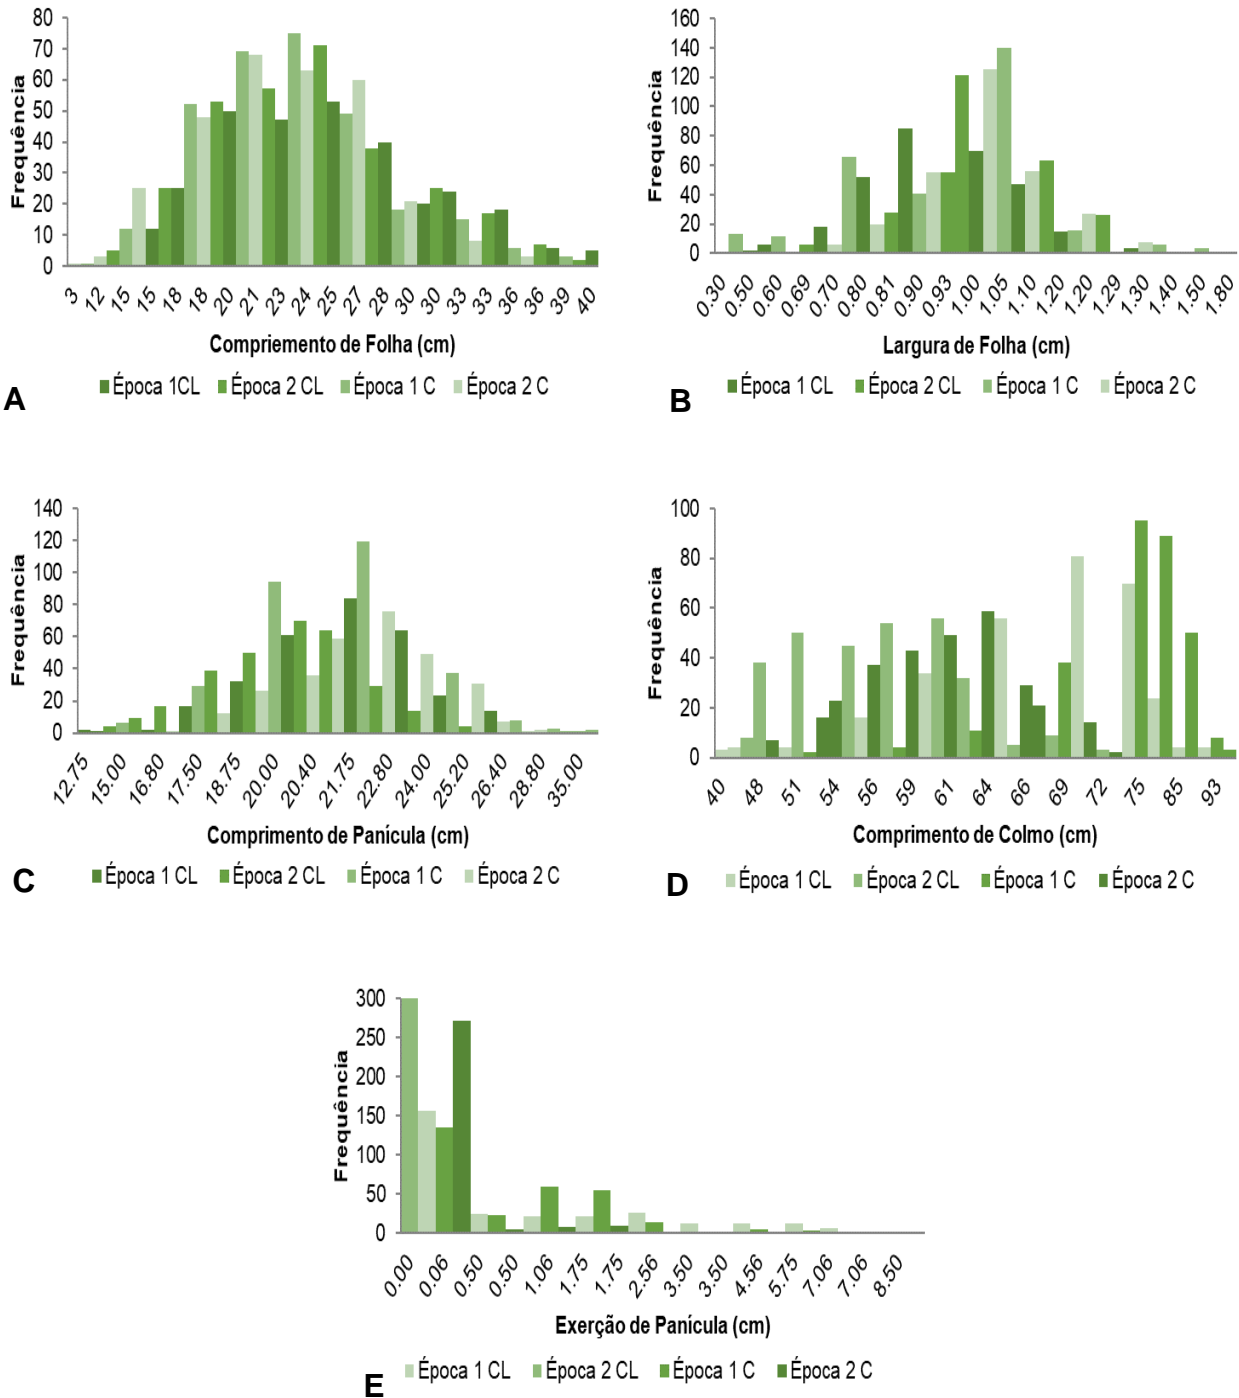 80
70
60
50
40
30
20
10
0
Frequência
3 12 15 15 18 18 20 21 23 24 25 27 28 30 30 33 33 36 36 39 40
Compriemento de Folha (cm)
Época 1CL Época 2 CL Época 1 C Época 2 C
A
160
140
120
100
80
60
40
20
0
Frequência
0.30 0.50 0.60 0.69 0.70 0.80 0.81 0.90 0.93 1.00 1.05 1.10 1.20 1.20 1.29 1.30 1.40 1.50 1.80
Largura de Folha (cm)
Época 1 CL Época 2 CL Época 1 C Época 2 C
B
140
120
100
80
60
40
20
0
Frequência
12.75 15.00 16.80 17.50 18.75 20.00 20.40 21.75 22.80 24.00 25.20 26.40 28.80 35.00
Comprimento de Panícula (cm)
Época 1 CL Época 2 CL Época 1 C Época 2 C
C
100
80
60
40
20
0
Frequência
40 48 51 54 56 59 61 64 66 69 72 75 85 93
Comprimento de Colmo (cm)
Época 1 CL Época 2 CL Época 1 C Época 2 C
D
300
250
200
150
100
50
0
Frequência
0.00 0.06 0.50 0.50 1.06 1.75 1.75 2.56 3.50 3.50 4.56 5.75 7.06 7.06 8.50
Exerção de Panícula (cm)
Época 1 CL Época 2 CL Época 1 C Época 2 C
E